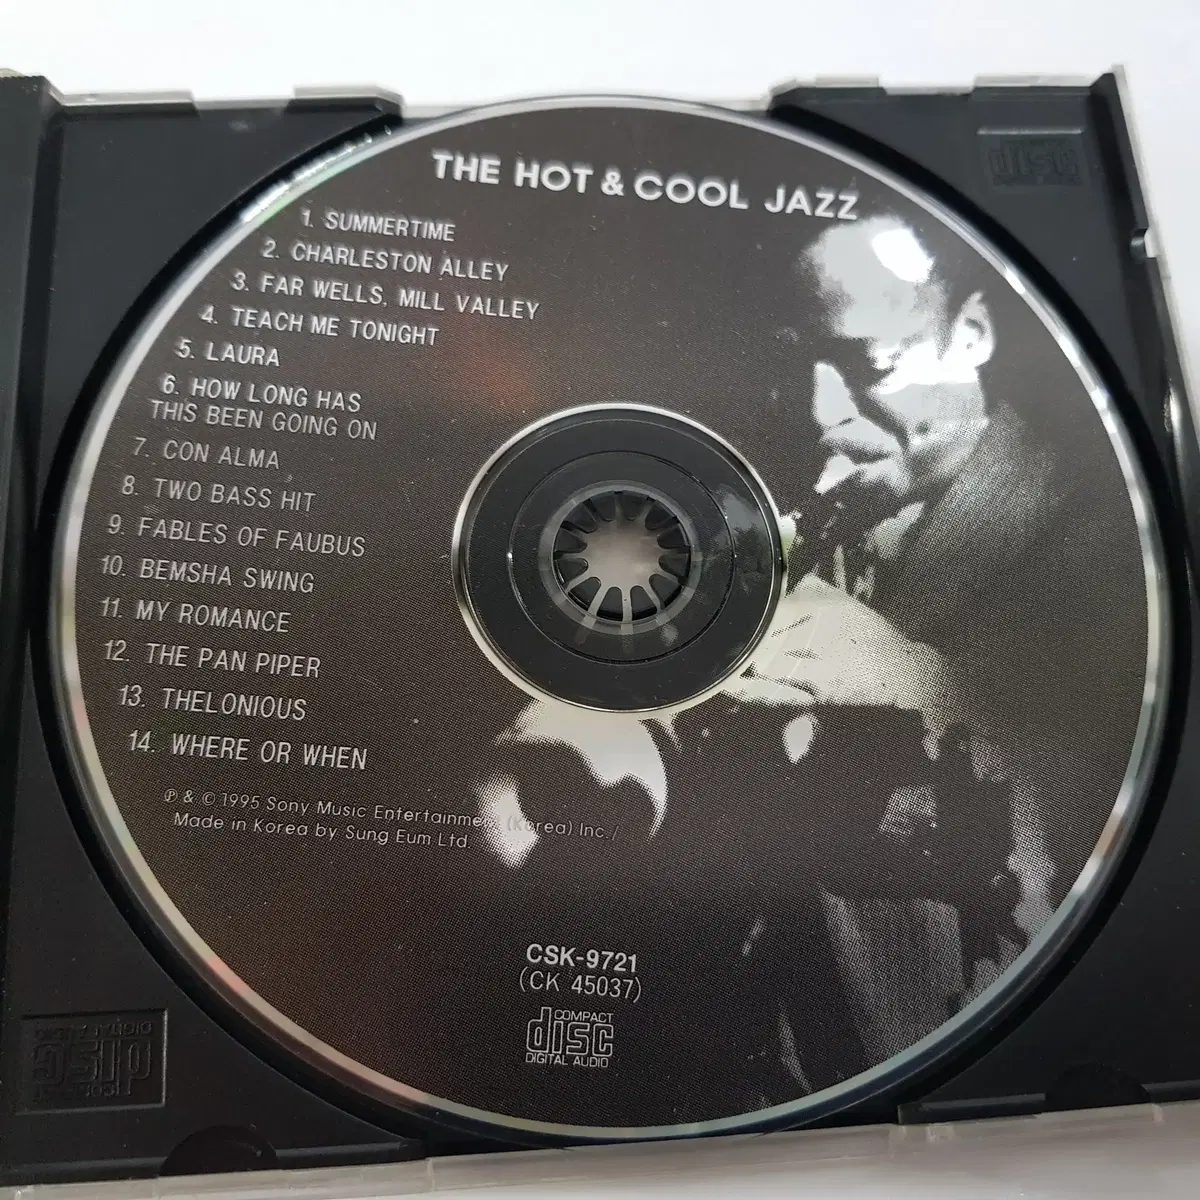 THE HOT & COOL JAZZ
1. SUMMERTIME
2. CHARLESTON ALLEY
3. FAR WELLS, MILL VALLEY
4. TEACH ME TONIGHT
5. LAURA
6. HOW LONG HAS
THIS BEEN GOING ON
7. CON ALMA
8. TWO BASS HIT
9. FABLES OF FAUBUS
10. BEMSHA SWING
11. MY ROMANCE
12. THE PAN PIPER
13. THELONIOUS
14. WHERE OR WHEN
℗ & © 1995 Sony Music Entertainment (Korea) Inc./
Made in Korea by Sung Eum Ltd.
CSK-9721
(CK 45037)
COMPACT
disc
DIGITAL AUDIO
disc
disc
DIGITAL AUDIO